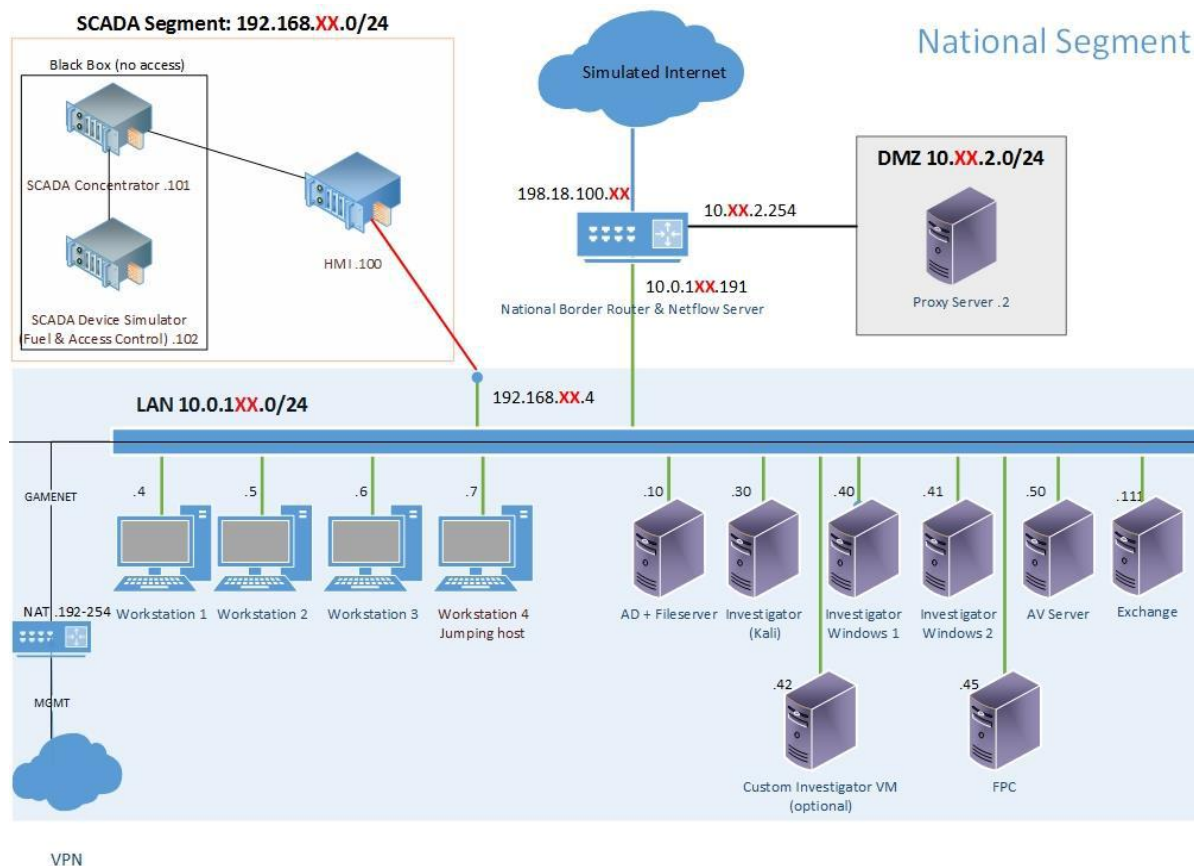 SCADA Segment: 192.168.XX.0/24
National Segment
Black Box (no access)
SCADA Concentrator .101
SCADA Device Simulator
(Fuel & Access Control) .102
HMI .100
Simulated Internet
198.18.100.XX
10.XX.2.254
10.0.1XX.191
National Border Router & Netflow Server
DMZ 10.XX.2.0/24
Proxy Server .2
192.168.XX.4
LAN 10.0.1XX.0/24
GAMENET
NAT .192-254
MGMT
VPN
.4
Workstation 1
.5
Workstation 2
.6
Workstation 3
.7
Workstation 4
Jumping host
.10
AD + Fileserver
.30
Investigator
(Kali)
.40
Investigator
Windows 1
.41
Investigator
Windows 2
.50
AV Server
.111
Exchange
.42
Custom Investigator VM
(optional)
.45
FPC